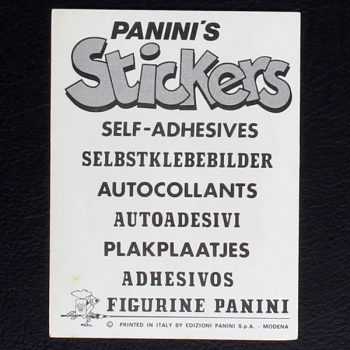 PANINI'S
Stickers
SELF-ADHESIVES
SELBSTKLEBEBILDER
AUTOCOLLANTS
AUTOADESIVI
PLAKPLAATJES
ADHESIVOS
FIGURINE PANINI
© PRINTED IN ITALY BY EDIZIONI PANINI S.p.A. - MODENA